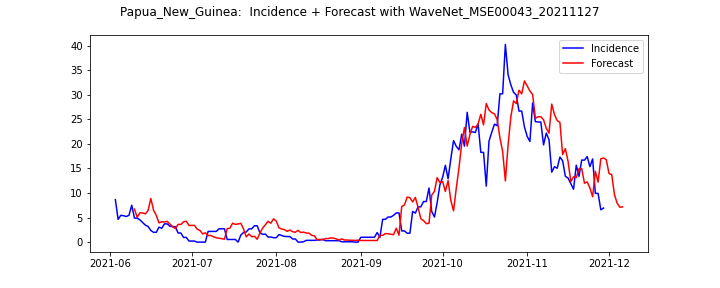 Papua_New_Guinea:  Incidence + Forecast with WaveNet_MSE00043_20211127
Incidence
Forecast
40
35
30
25
20
15
10
5
0
2021-06 2021-07 2021-08 2021-09 2021-10 2021-11 2021-12